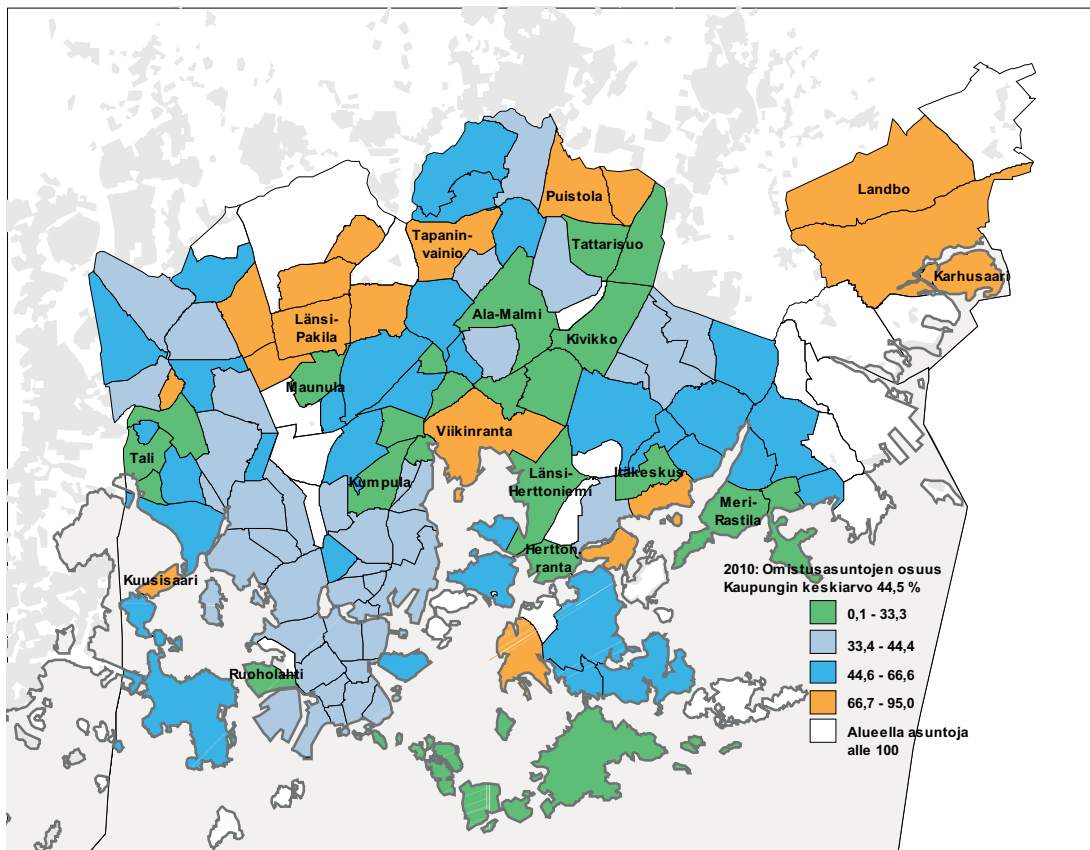 Landbo
Puistola
Tapanin-
vainio
Tattarisuo
Karhusaari
Ala-Malmi
Länsi-
Pakila
Kivikko
Maunula
Viikinranta
Tali
Itäkeskus
Länsi-
Herttoniemi
Kumpula
Meri-
Rastila
Hertton.
ranta
Kuusisaari
Ruoholahti
2010: Omistusasuntojen osuus
Kaupungin keskiarvo 44,5 %
0,1 - 33,3
33,4 - 44,4
44,6 - 66,6
66,7 - 95,0
Alueella asuntoja
alle 100